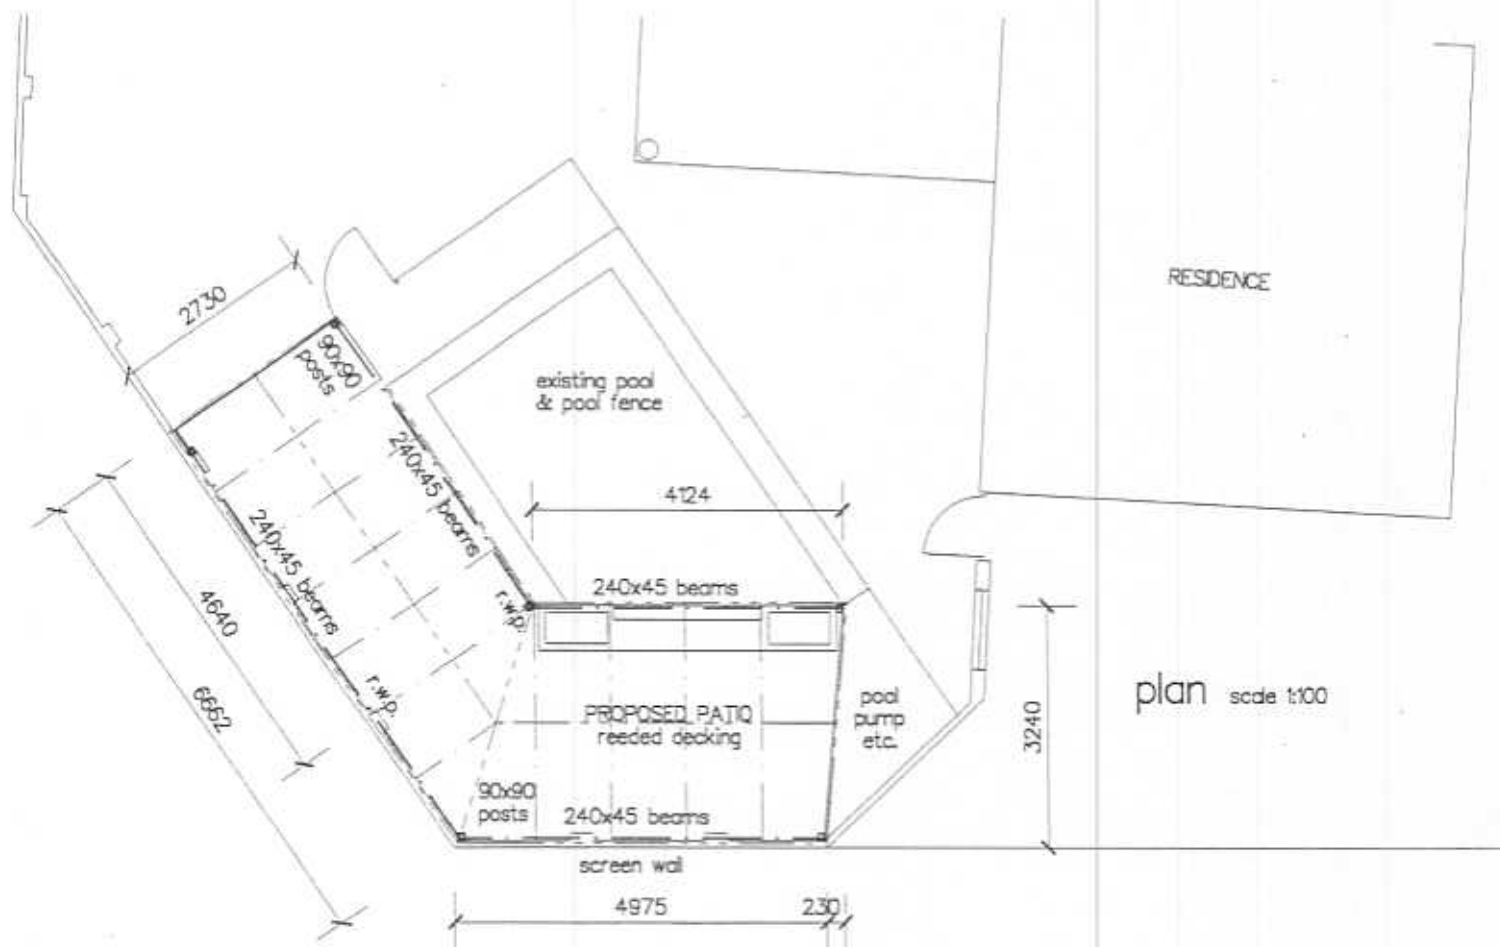 RESIDENCE
2730
90x90
posts
existing pool
& pool fence
240x45 beams
4124
240x45 beams
240x45 beams
4640
6662
r.w.p.
r.w.p.
PROPOSED PATIO
reeded decking
pool
pump
etc.
3240
plan scale 1:100
90x90
posts
240x45 beams
screen wall
4975
230